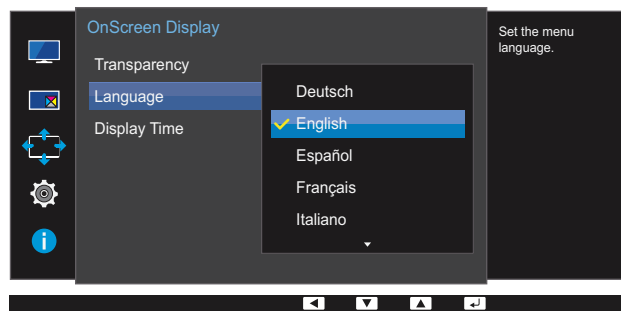 OnScreen Display
Transparency
Language
Display Time
Deutsch
English
Español
Français
Italiano
Set the menu
language.